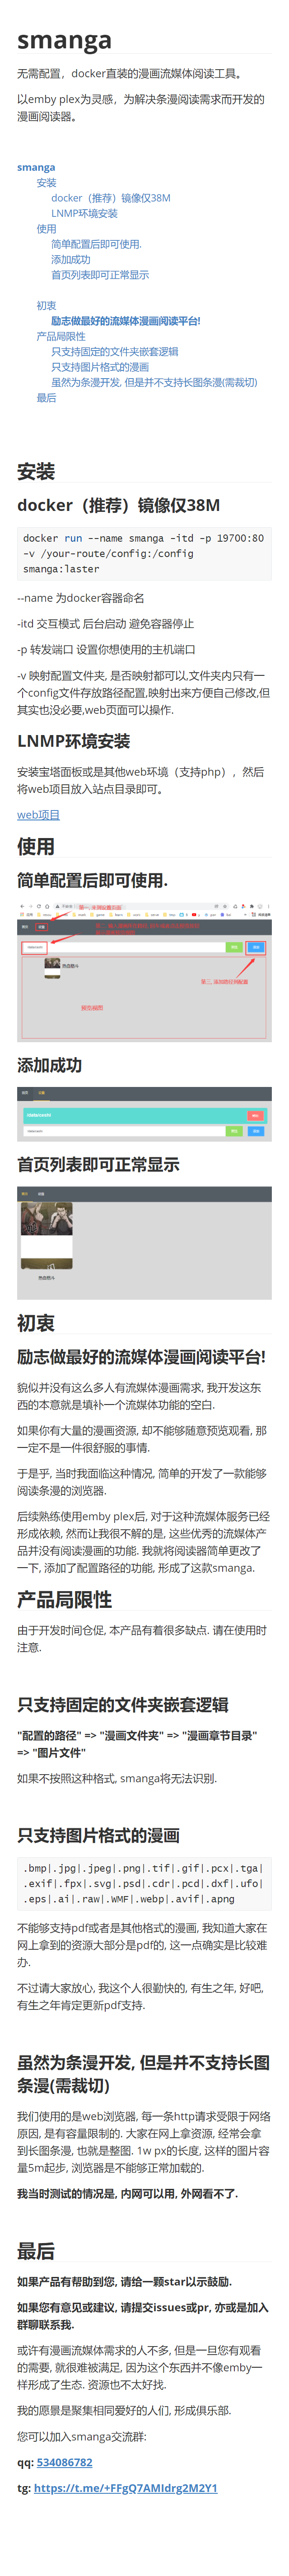 smanga
无需配置，docker直装的漫画流媒体阅读工具。
以emby plex为灵感，为解决条漫阅读需求而开发的
漫画阅读器。
smanga
安装
docker（推荐）镜像仅38M
LNMP环境安装
使用
简单配置后即可使用.
添加成功
首页列表即可正常显示
初衷
励志做最好的流媒体漫画阅读平台!
产品局限性
只支持固定的文件夹嵌套逻辑
只支持图片格式的漫画
虽然为条漫开发, 但是并不支持长图条漫(需裁切)
最后
安装
docker（推荐）镜像仅38M
docker run --name smanga -itd -p 19700:80
-v /your-route/config:/config
smanga:laster
--name 为docker容器命名
-itd 交互模式 后台启动 避免容器停止
-p 转发端口 设置你想使用的主机端口
-v 映射配置文件夹, 是否映射都可以,文件夹内只有一
个config文件存放路径配置,映射出来方便自己修改,但
其实也没必要,web页面可以操作.
LNMP环境安装
安装宝塔面板或是其他web环境（支持php），然后
将web项目放入站点目录即可。
web项目
使用
简单配置后即可使用.
热血格斗
添加成功
首页列表即可正常显示
热血格斗
初衷
励志做最好的流媒体漫画阅读平台!
貌似并没有这么多人有流媒体漫画需求, 我开发这东
西的本意就是填补一个流媒体功能的空白.
如果你有大量的漫画资源, 却不能够随意预览观看, 那
一定不是一件很舒服的事情.
于是乎, 当时我面临这种情况, 简单的开发了一款能够
阅读条漫的浏览器.
后续熟练使用emby plex后, 对于这种流媒体服务已经
形成依赖, 然而让我很不解的是, 这些优秀的流媒体产
品并没有阅读漫画的功能. 我就将阅读器简单更改了
一下, 添加了配置路径的功能, 形成了这款smanga.
产品局限性
由于开发时间仓促, 本产品有着很多缺点. 请在使用时
注意.
只支持固定的文件夹嵌套逻辑
"配置的路径" => "漫画文件夹" => "漫画章节目录"
=> "图片文件"
如果不按照这种格式, smanga将无法识别.
只支持图片格式的漫画
.bmp|.jpg|.jpeg|.png|.tif|.gif|.pcx|.tga|
.exif|.fpx|.svg|.psd|.cdr|.pcd|.dxf|.ufo|
.eps|.ai|.raw|.WMF|.webp|.avif|.apng
不能够支持pdf或者是其他格式的漫画, 我知道大家在
网上拿到的资源大部分是pdf的, 这一点确实是比较难
办.
不过请大家放心, 我这个人很勤快的, 有生之年, 好吧,
有生之年肯定更新pdf支持.
虽然为条漫开发, 但是并不支持长图
条漫(需裁切)
我们使用的是web浏览器, 每一条http请求受限于网络
原因, 是有容量限制的. 大家在网上拿资源, 经常会拿
到长图条漫, 也就是整图. 1w px的长度, 这样的图片容
量5m起步, 浏览器是不能够正常加载的.
我当时测试的情况是, 内网可以用, 外网看不了.
最后
如果产品有帮助到您, 请给一颗star以示鼓励.
如果您有意见或建议, 请提交issues或pr, 亦或是加入
群聊联系我.
或许有漫画流媒体需求的人不多, 但是一旦您有观看
的需要, 就很难被满足, 因为这个东西并不像emby一
样形成了生态. 资源也不太好找.
我的愿景是聚集相同爱好的人们, 形成俱乐部.
您可以加入smanga交流群:
qq: 534086782
tg: https://t.me/+FFgQ7AMIdrg2M2Y1